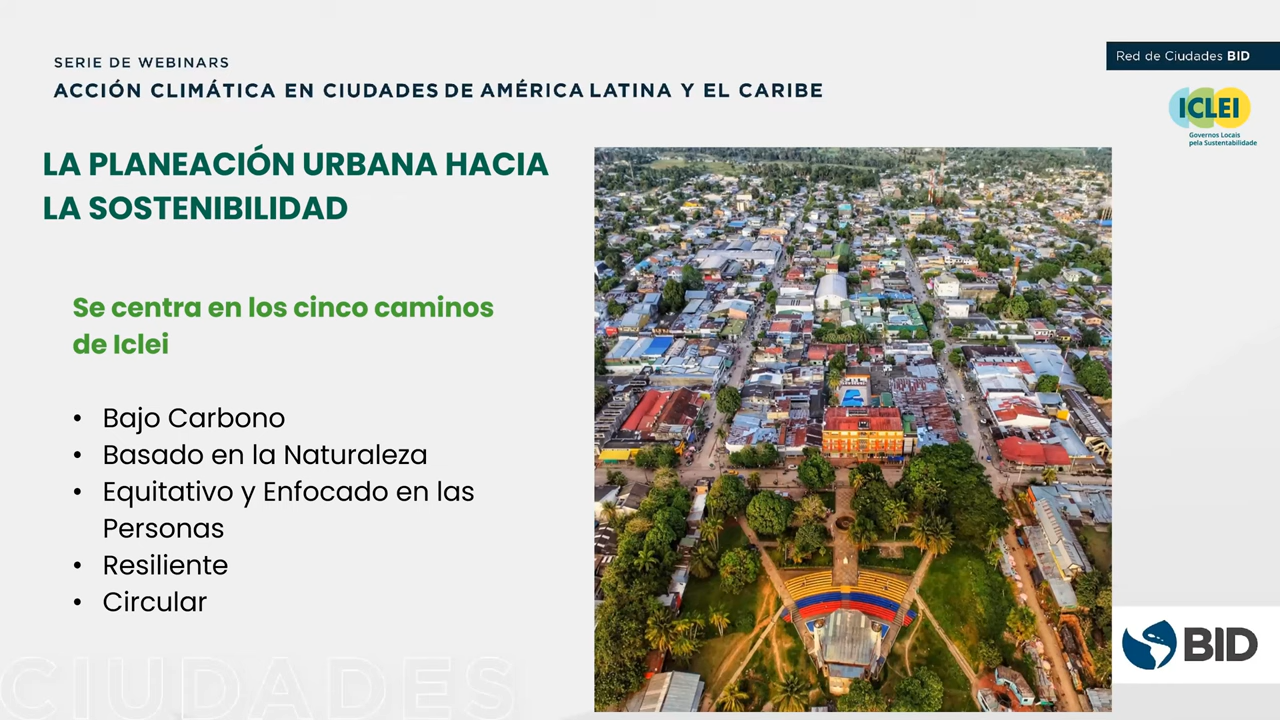 SERIE DE WEBINARS
ACCIÓN CLIMÁTICA EN CIUDADES DE AMÉRICA LATINA Y EL CARIBE
Red de Ciudades BID
ICLEI
Governos Locais
pela Sustentabilidade
LA PLANEACIÓN URBANA HACIA
LA SOSTENIBILIDAD
Se centra en los cinco caminos
de Iclei
• Bajo Carbono
• Basado en la Naturaleza
• Equitativo y Enfocado en las
Personas
• Resiliente
• Circular
BID
CIUDADES